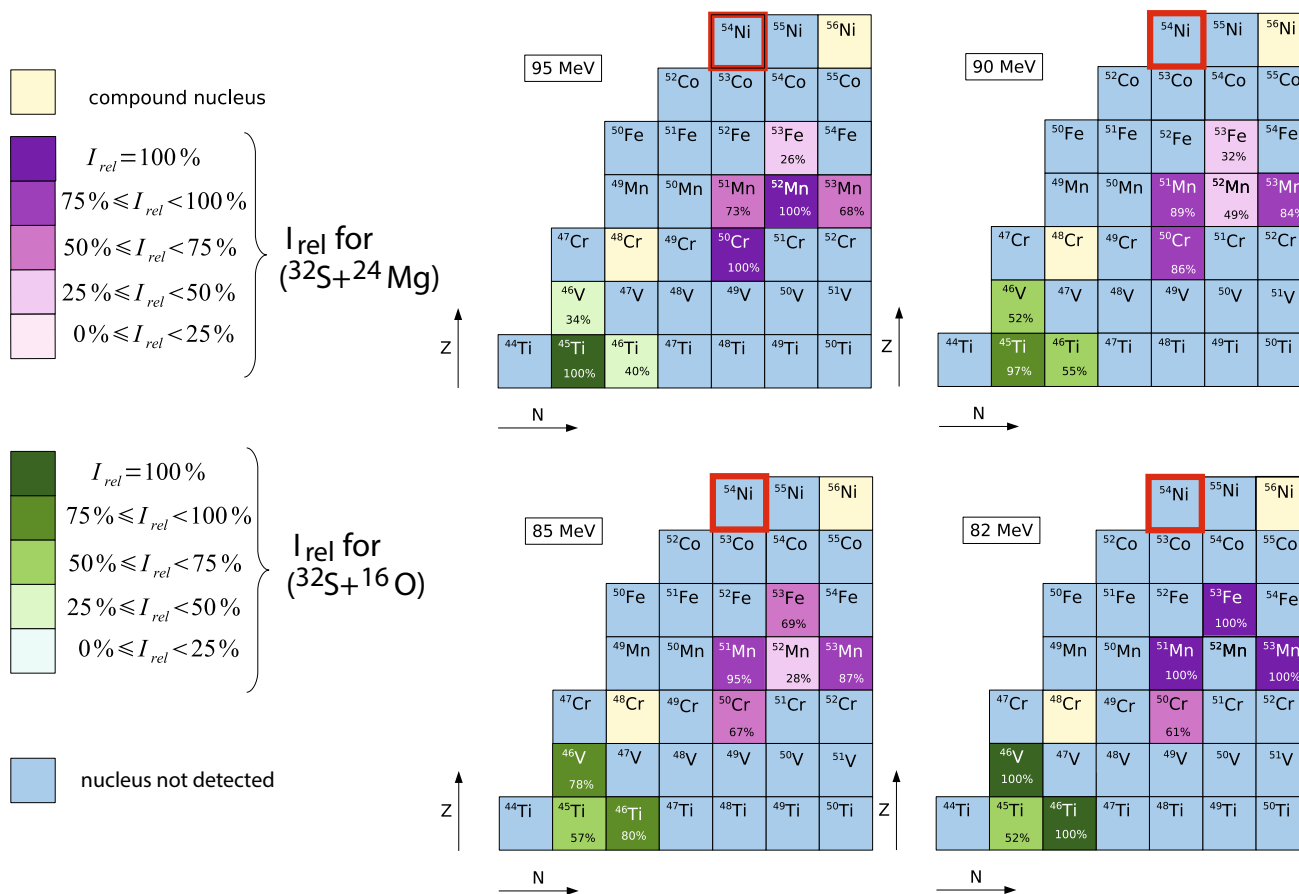 compound nucleus
I_rel = 100%
75% ⩽ I_rel < 100%
50% ⩽ I_rel < 75%
25% ⩽ I_rel < 50%
0% ⩽ I_rel < 25%
I_rel for
(³²S+²⁴Mg)
I_rel = 100%
75% ⩽ I_rel < 100%
50% ⩽ I_rel < 75%
25% ⩽ I_rel < 50%
0% ⩽ I_rel < 25%
I_rel for
(³²S+¹⁶O)
nucleus not detected
95 MeV
⁵⁴Ni ⁵⁵Ni ⁵⁶Ni
⁵²Co ⁵³Co ⁵⁴Co ⁵⁵Co
⁵⁰Fe ⁵¹Fe ⁵²Fe ⁵³Fe ⁵⁴Fe
26%
⁴⁹Mn ⁵⁰Mn ⁵¹Mn ⁵²Mn ⁵³Mn
73% 100% 68%
⁴⁷Cr ⁴⁸Cr ⁴⁹Cr ⁵⁰Cr ⁵¹Cr ⁵²Cr
100%
⁴⁶V ⁴⁷V ⁴⁸V ⁴⁹V ⁵⁰V ⁵¹V
34%
⁴⁴Ti ⁴⁵Ti ⁴⁶Ti ⁴⁷Ti ⁴⁸Ti ⁴⁹Ti ⁵⁰Ti
100% 40%
Z
N
90 MeV
⁵⁴Ni ⁵⁵Ni ⁵⁶Ni
⁵²Co ⁵³Co ⁵⁴Co ⁵⁵Co
⁵⁰Fe ⁵¹Fe ⁵²Fe ⁵³Fe ⁵⁴Fe
32%
⁴⁹Mn ⁵⁰Mn ⁵¹Mn ⁵²Mn ⁵³Mn
89% 49% 84%
⁴⁷Cr ⁴⁸Cr ⁴⁹Cr ⁵⁰Cr ⁵¹Cr ⁵²Cr
86%
⁴⁶V ⁴⁷V ⁴⁸V ⁴⁹V ⁵⁰V ⁵¹V
52%
⁴⁴Ti ⁴⁵Ti ⁴⁶Ti ⁴⁷Ti ⁴⁸Ti ⁴⁹Ti ⁵⁰Ti
97% 55%
Z
N
85 MeV
⁵⁴Ni ⁵⁵Ni ⁵⁶Ni
⁵²Co ⁵³Co ⁵⁴Co ⁵⁵Co
⁵⁰Fe ⁵¹Fe ⁵²Fe ⁵³Fe ⁵⁴Fe
69%
⁴⁹Mn ⁵⁰Mn ⁵¹Mn ⁵²Mn ⁵³Mn
95% 28% 87%
⁴⁷Cr ⁴⁸Cr ⁴⁹Cr ⁵⁰Cr ⁵¹Cr ⁵²Cr
67%
⁴⁶V ⁴⁷V ⁴⁸V ⁴⁹V ⁵⁰V ⁵¹V
78%
⁴⁴Ti ⁴⁵Ti ⁴⁶Ti ⁴⁷Ti ⁴⁸Ti ⁴⁹Ti ⁵⁰Ti
57% 80%
Z
N
82 MeV
⁵⁴Ni ⁵⁵Ni ⁵⁶Ni
⁵²Co ⁵³Co ⁵⁴Co ⁵⁵Co
⁵⁰Fe ⁵¹Fe ⁵²Fe ⁵³Fe ⁵⁴Fe
100%
⁴⁹Mn ⁵⁰Mn ⁵¹Mn ⁵²Mn ⁵³Mn
100% 100%
⁴⁷Cr ⁴⁸Cr ⁴⁹Cr ⁵⁰Cr ⁵¹Cr ⁵²Cr
61%
⁴⁶V ⁴⁷V ⁴⁸V ⁴⁹V ⁵⁰V ⁵¹V
100%
⁴⁴Ti ⁴⁵Ti ⁴⁶Ti ⁴⁷Ti ⁴⁸Ti ⁴⁹Ti ⁵⁰Ti
52% 100%
Z
N